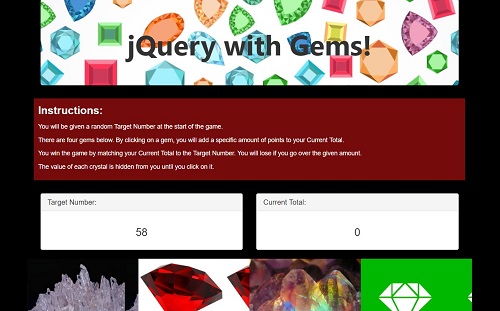 jQuery with Gems!
Instructions:
You will be given a random Target Number at the start of the game.
There are four gems below. By clicking on a gem, you will add a specific amount of points to your Current Total.
You win the game by matching your Current Total to the Target Number. You will lose if you go over the given amount.
The value of each crystal is hidden from you until you click on it.
Target Number:
58
Current Total:
0